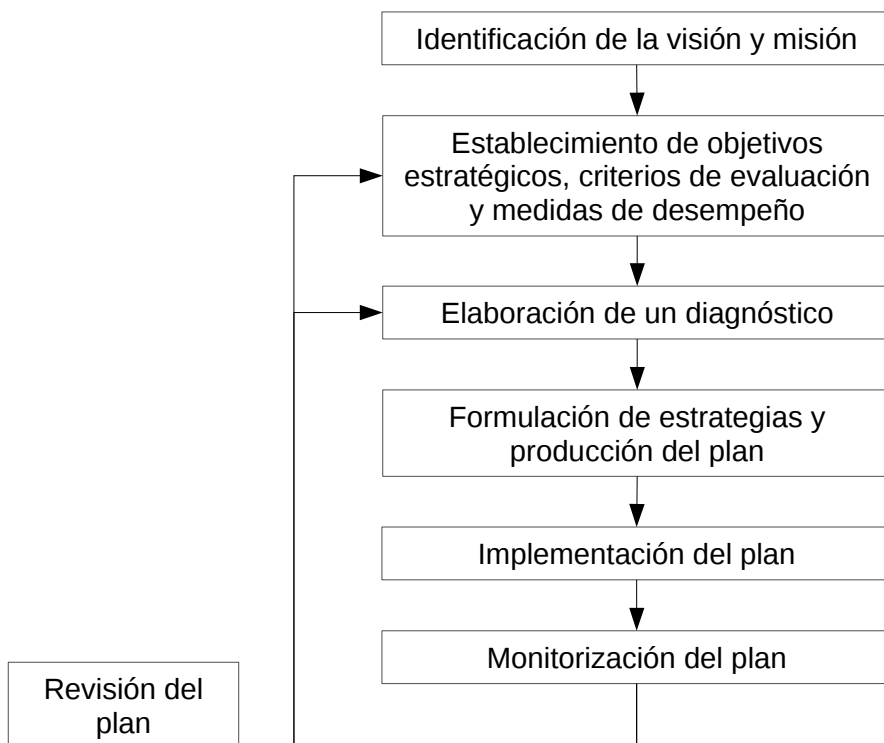 Identificación de la visión y misión
Establecimiento de objetivos
estratégicos, criterios de evaluación
y medidas de desempeño
Elaboración de un diagnóstico
Formulación de estrategias y
producción del plan
Implementación del plan
Monitorización del plan
Revisión del
plan